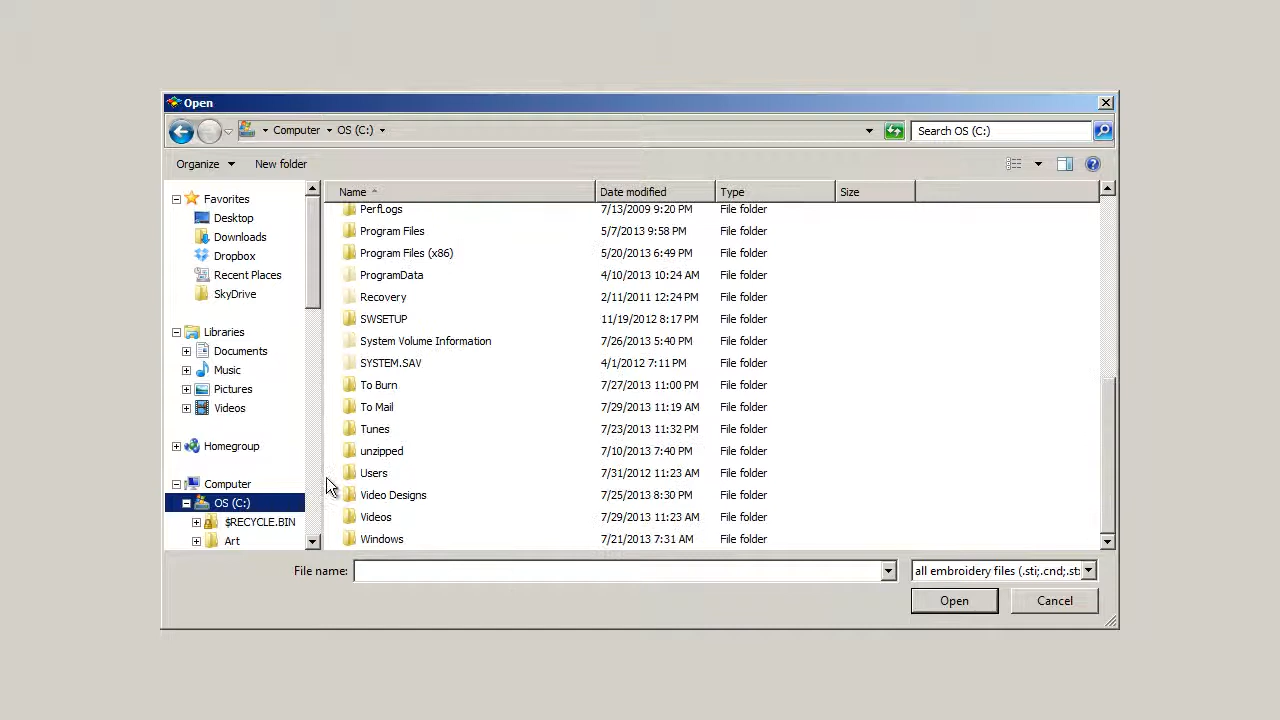 Open
Computer OS (C:) Search OS (C:)
Organize New folder
Name Date modified Type Size
Favorites
Desktop
Downloads
Dropbox
Recent Places
SkyDrive
Libraries
Documents
Music
Pictures
Videos
Homegroup
Computer
OS (C:)
$RECYCLE.BIN
Art
PerfLogs 7/13/2009 9:20 PM File folder
Program Files 5/7/2013 9:58 PM File folder
Program Files (x86) 5/20/2013 6:49 PM File folder
ProgramData 4/10/2013 10:24 AM File folder
Recovery 2/11/2011 12:24 PM File folder
SWSETUP 11/19/2012 8:17 PM File folder
System Volume Information 7/26/2013 5:40 PM File folder
SYSTEM.SAV 4/1/2012 7:11 PM File folder
To Burn 7/27/2013 11:00 PM File folder
To Mail 7/29/2013 11:19 AM File folder
Tunes 7/23/2013 11:32 PM File folder
unzipped 7/10/2013 7:40 PM File folder
Users 7/31/2012 11:23 AM File folder
Video Designs 7/25/2013 8:30 PM File folder
Videos 7/29/2013 11:23 AM File folder
Windows 7/21/2013 7:31 AM File folder
File name: all embroidery files (.sti;.cnd;.st
Open Cancel